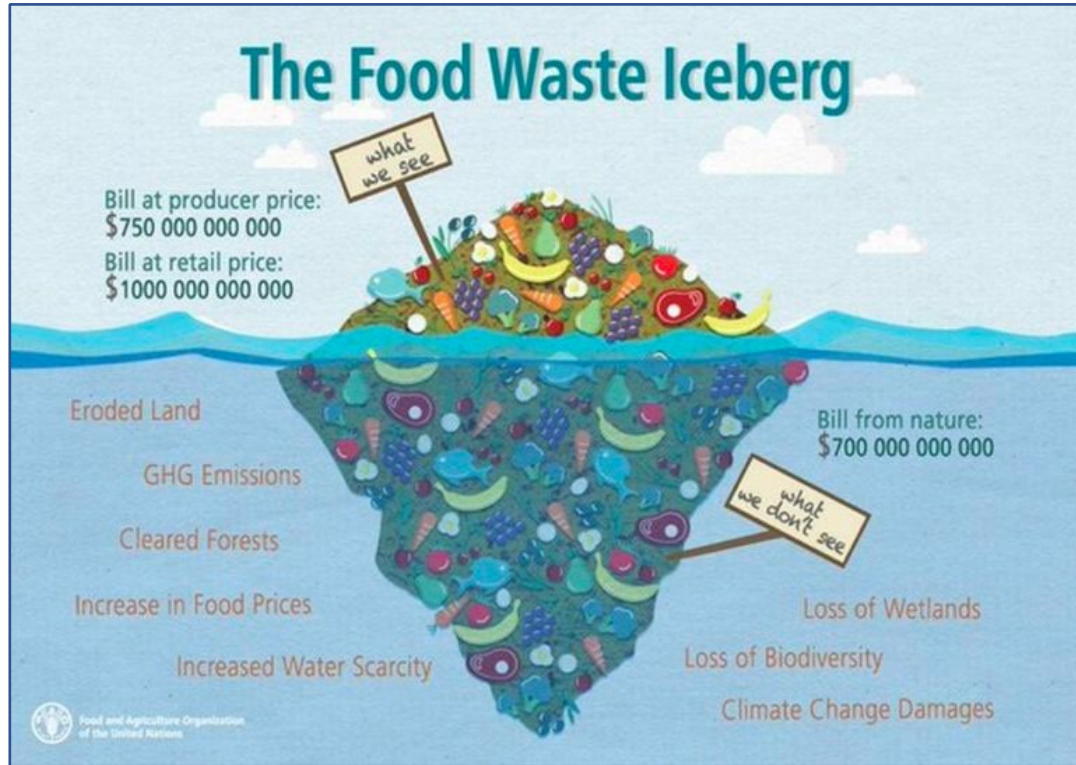 The Food Waste Iceberg
what
we see
Bill at producer price:
$750 000 000 000
Bill at retail price:
$1000 000 000 000
Eroded Land
GHG Emissions
Cleared Forests
Increase in Food Prices
Increased Water Scarcity
Bill from nature:
$700 000 000 000
what
we don't see
Loss of Wetlands
Loss of Biodiversity
Climate Change Damages
Food and Agriculture Organization
of the United Nations